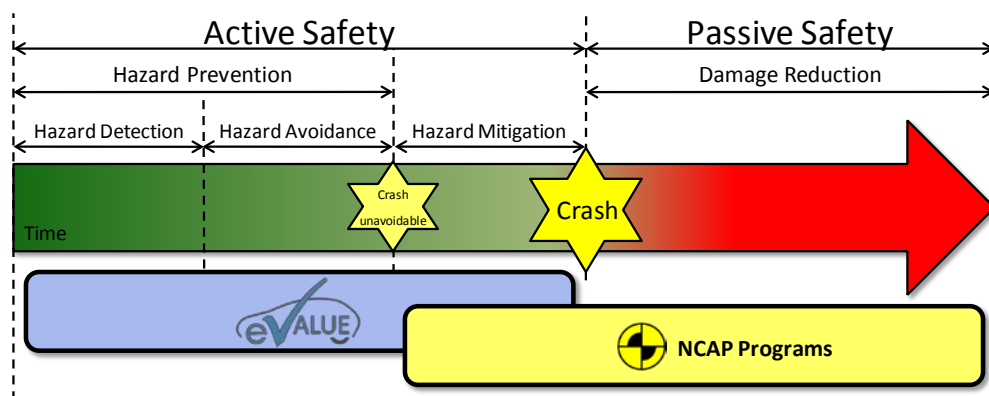 Active Safety
Passive Safety
Hazard Prevention
Damage Reduction
Hazard Detection
Hazard Avoidance
Hazard Mitigation
Crash
unavoidable
Crash
Time
eVALUE
NCAP Programs